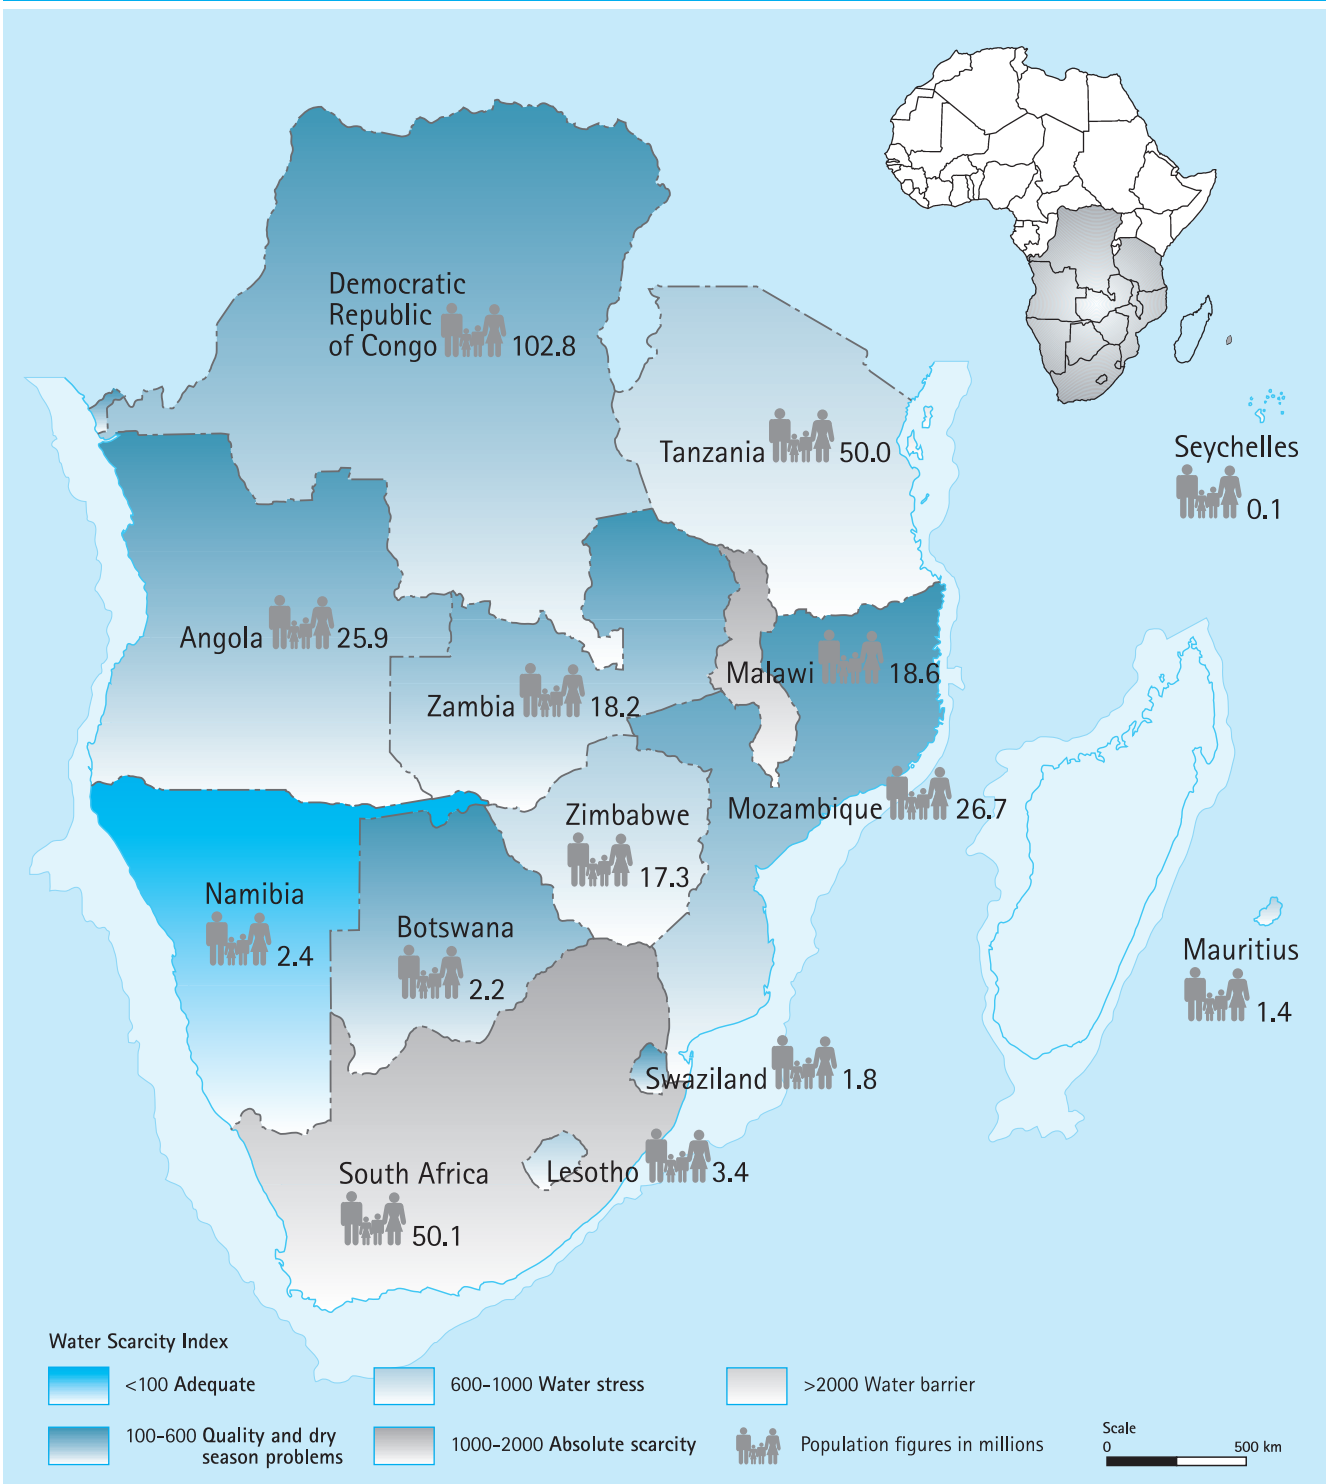 Democratic
Republic
of Congo 102.8
Tanzania 50.0
Seychelles
0.1
Angola 25.9
Malawi 18.6
Zambia 18.2
Mozambique 26.7
Zimbabwe
17.3
Namibia
2.4
Botswana
2.2
Mauritius
1.4
Swaziland 1.8
Lesotho 3.4
South Africa
50.1
Water Scarcity Index
<100 Adequate
600-1000 Water stress
>2000 Water barrier
100-600 Quality and dry
season problems
1000-2000 Absolute scarcity
Population figures in millions
Scale
0 500 km